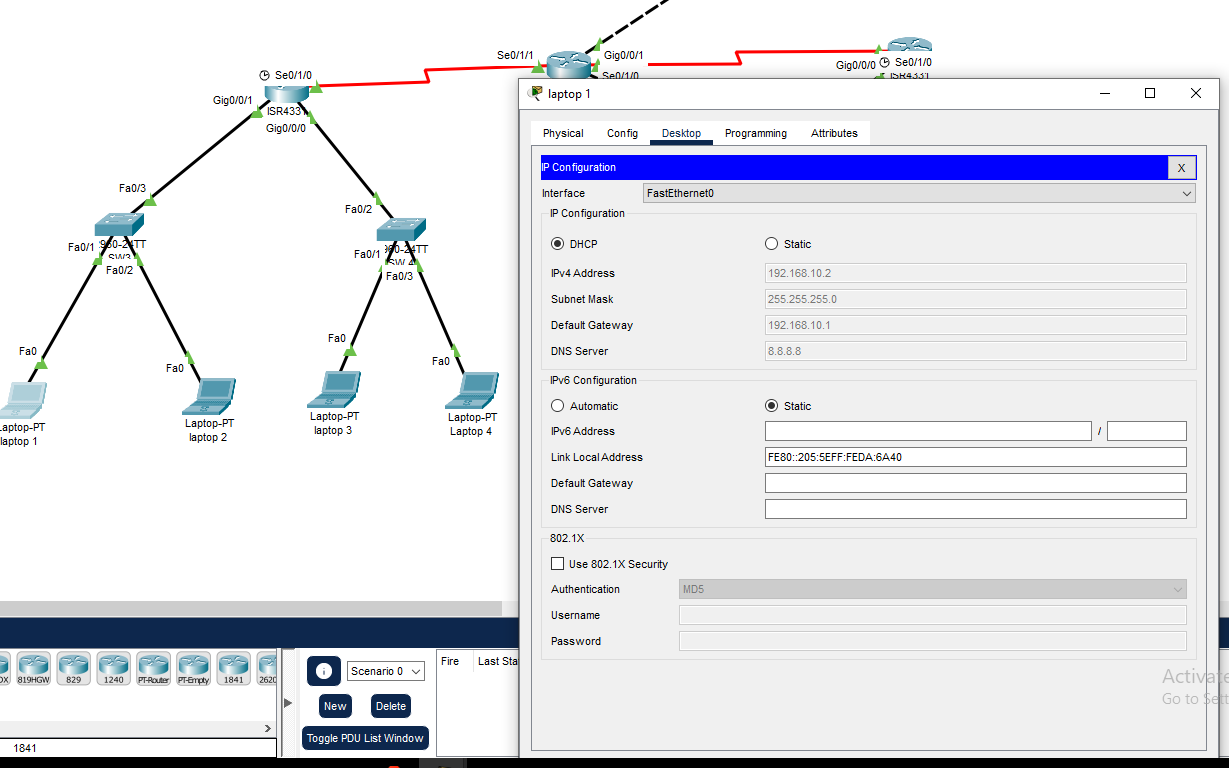 Se0/1/1
Gig0/0/1
Se0/1/0
Gig0/0/0
Se0/1/0
ISR4331
Se0/1/0
Gig0/0/1
ISR433
Gig0/0/0
Fa0/3
Fa0/2
Fa0/1
960-24TT
SW3
Fa0/2
Fa0/1
60-24TT
SW 4
Fa0/3
Fa0
Fa0
Fa0
Fa0
Laptop-PT
laptop 1
Laptop-PT
laptop 2
Laptop-PT
laptop 3
Laptop-PT
Laptop 4
laptop 1
Physical
Config
Desktop
Programming
Attributes
IP Configuration
X
Interface
FastEthernet0
IP Configuration
DHCP
Static
IPv4 Address
192.168.10.2
Subnet Mask
255.255.255.0
Default Gateway
192.168.10.1
DNS Server
8.8.8.8
IPv6 Configuration
Automatic
Static
IPv6 Address
/
Link Local Address
FE80::205:5EFF:FEDA:6A40
Default Gateway
DNS Server
802.1X
Use 802.1X Security
Authentication
MD5
Username
Password
OX
819HGW
829
1240
PT-Router
PT-Empty
1841
2620
1841
Scenario 0
New
Delete
Toggle PDU List Window
Fire
Last Sta
Activate
Go to Sett